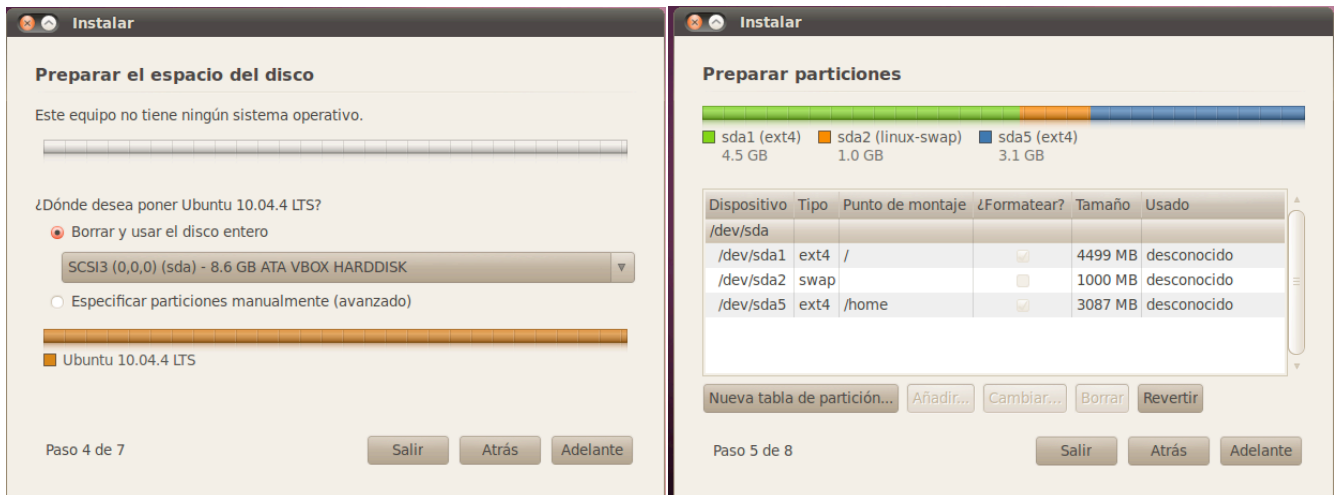 Instalar
Preparar el espacio del disco
Este equipo no tiene ningún sistema operativo.
¿Dónde desea poner Ubuntu 10.04.4 LTS?
Borrar y usar el disco entero
SCSI3 (0,0,0) (sda) - 8.6 GB ATA VBOX HARDDISK
Especificar particiones manualmente (avanzado)
Ubuntu 10.04.4 LTS
Paso 4 de 7
Salir Atrás Adelante
Instalar
Preparar particiones
sda1 (ext4) sda2 (linux-swap) sda5 (ext4)
4.5 GB 1.0 GB 3.1 GB
Dispositivo Tipo Punto de montaje ¿Formatear? Tamaño Usado
/dev/sda
/dev/sda1 ext4 / 4499 MB desconocido
/dev/sda2 swap 1000 MB desconocido
/dev/sda5 ext4 /home 3087 MB desconocido
Nueva tabla de partición... Añadir... Cambiar... Borrar Revertir
Paso 5 de 8
Salir Atrás Adelante